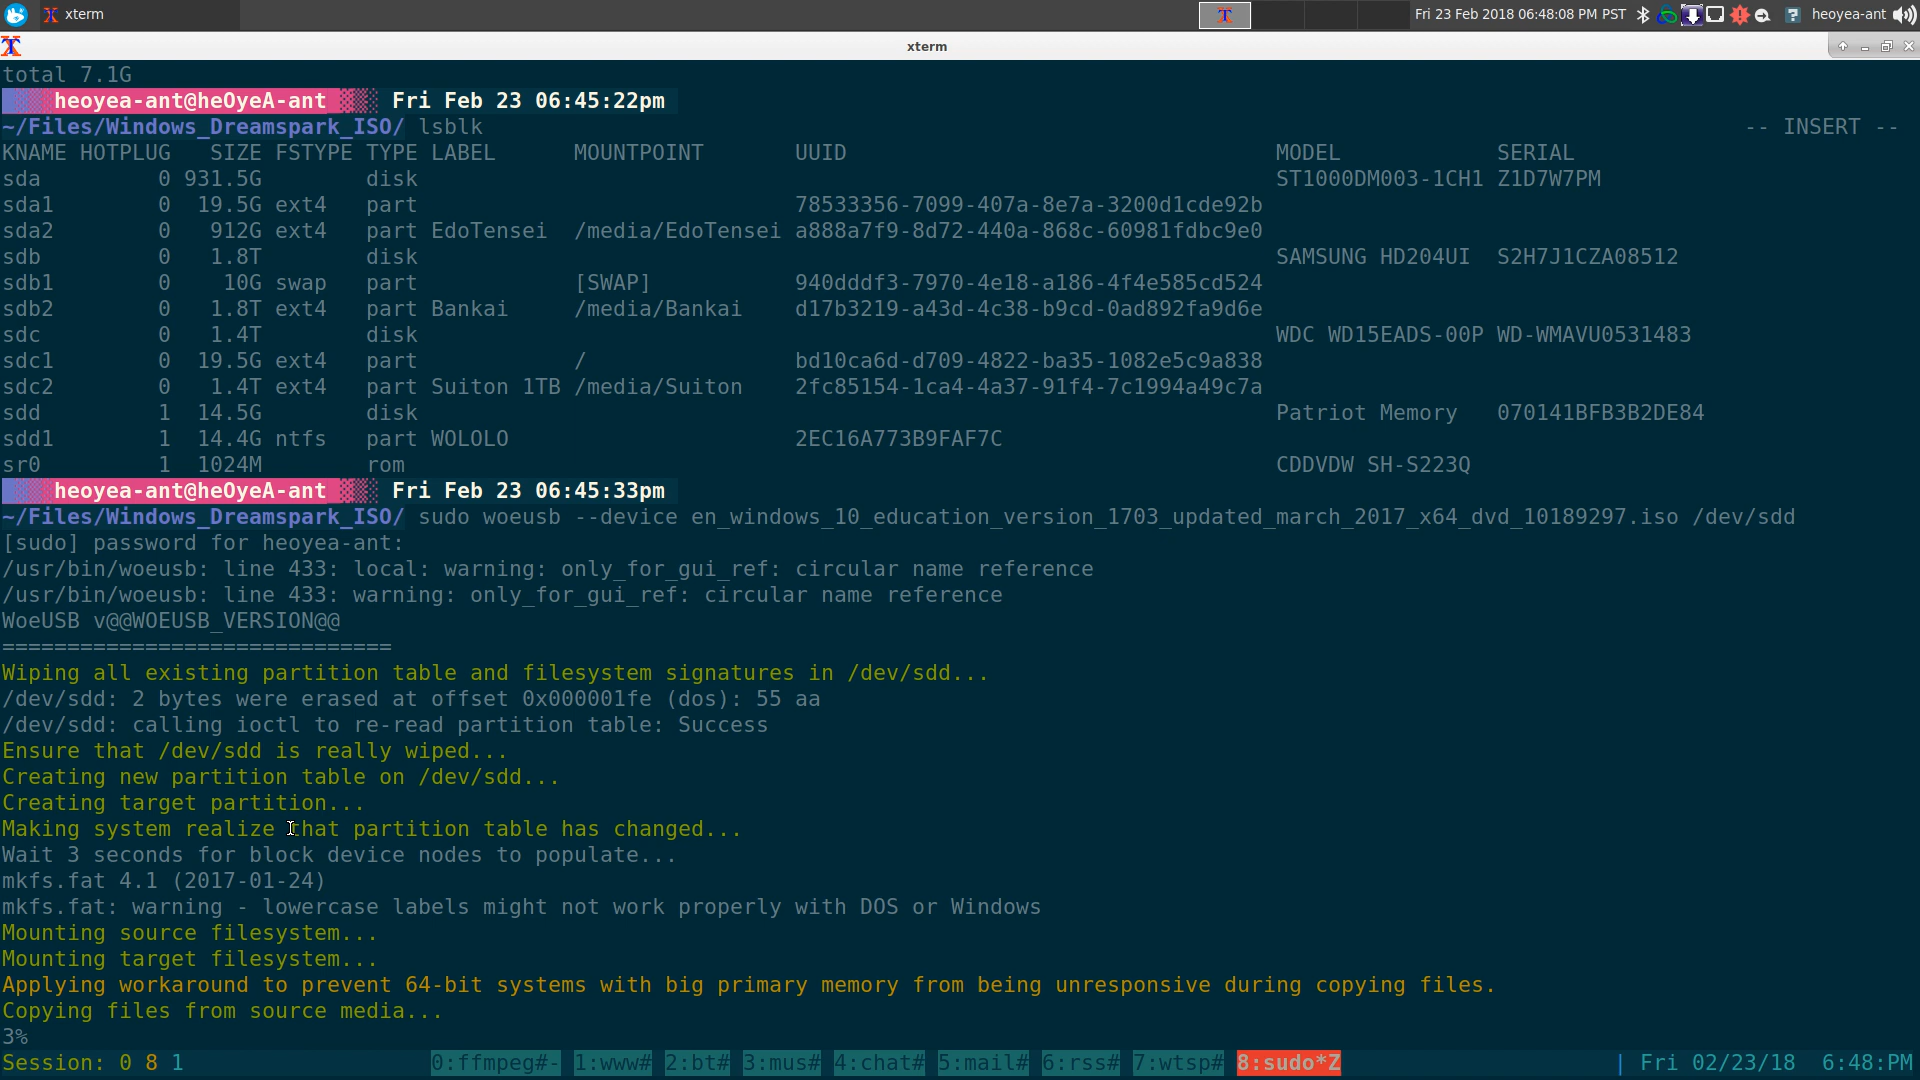 xterm
Fri 23 Feb 2018 06:48:08 PM PST
heoyea-ant
xterm
total 7.1G
heoyea-ant@heOyeA-ant Fri Feb 23 06:45:22pm
~/Files/Windows_Dreamspark_ISO/ lsblk -- INSERT --
KNAME HOTPLUG SIZE FSTYPE TYPE LABEL MOUNTPOINT UUID MODEL SERIAL
sda 0 931.5G disk ST1000DM003-1CH1 Z1D7W7PM
sda1 0 19.5G ext4 part 78533356-7099-407a-8e7a-3200d1cde92b
sda2 0 912G ext4 part EdoTensei /media/EdoTensei a888a7f9-8d72-440a-868c-60981fdbc9e0
sdb 0 1.8T disk SAMSUNG HD204UI S2H7J1CZA08512
sdb1 0 10G swap part [SWAP] 940dddf3-7970-4e18-a186-4f4e585cd524
sdb2 0 1.8T ext4 part Bankai /media/Bankai d17b3219-a43d-4c38-b9cd-0ad892fa9d6e
sdc 0 1.4T disk WDC WD15EADS-00P WD-WMAVU0531483
sdc1 0 19.5G ext4 part / bd10ca6d-d709-4822-ba35-1082e5c9a838
sdc2 0 1.4T ext4 part Suiton 1TB /media/Suiton 2fc85154-1ca4-4a37-91f4-7c1994a49c7a
sdd 1 14.5G disk Patriot Memory 070141BFB3B2DE84
sdd1 1 14.4G ntfs part WOLOLO 2EC16A773B9FAF7C
sr0 1 1024M rom CDDVDW SH-S223Q
heoyea-ant@heOyeA-ant Fri Feb 23 06:45:33pm
~/Files/Windows_Dreamspark_ISO/ sudo woeusb --device en_windows_10_education_version_1703_updated_march_2017_x64_dvd_10189297.iso /dev/sdd
[sudo] password for heoyea-ant:
/usr/bin/woeusb: line 433: local: warning: only_for_gui_ref: circular name reference
/usr/bin/woeusb: line 433: warning: only_for_gui_ref: circular name reference
WoeUSB v@@WOEUSB_VERSION@@
==============================
Wiping all existing partition table and filesystem signatures in /dev/sdd...
/dev/sdd: 2 bytes were erased at offset 0x000001fe (dos): 55 aa
/dev/sdd: calling ioctl to re-read partition table: Success
Ensure that /dev/sdd is really wiped...
Creating new partition table on /dev/sdd...
Creating target partition...
Making system realize that partition table has changed...
Wait 3 seconds for block device nodes to populate...
mkfs.fat 4.1 (2017-01-24)
mkfs.fat: warning - lowercase labels might not work properly with DOS or Windows
Mounting source filesystem...
Mounting target filesystem...
Applying workaround to prevent 64-bit systems with big primary memory from being unresponsive during copying files.
Copying files from source media...
3%
Session: 0 8 1 0:ffmpeg#- 1:www# 2:bt# 3:mus# 4:chat# 5:mail# 6:rss# 7:wtsp# 8:sudo*Z | Fri 02/23/18 6:48:PM